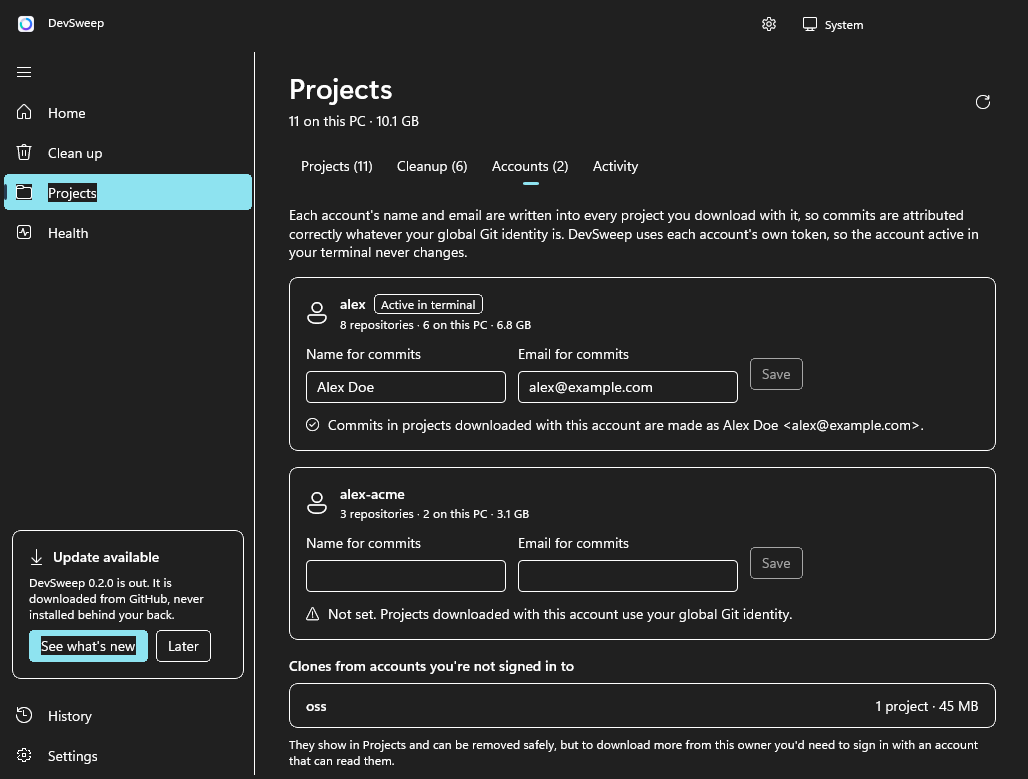 DevSweep
System
Home
Clean up
Projects
Health
Update available
DevSweep 0.2.0 is out. It is
downloaded from GitHub, never
installed behind your back.
See what's new
Later
History
Settings
Projects
11 on this PC · 10.1 GB
Projects (11)
Cleanup (6)
Accounts (2)
Activity
Each account's name and email are written into every project you download with it, so commits are attributed
correctly whatever your global Git identity is. DevSweep uses each account's own token, so the account active in
your terminal never changes.
alex
Active in terminal
8 repositories · 6 on this PC · 6.8 GB
Name for commits
Email for commits
Alex Doe
alex@example.com
Save
Commits in projects downloaded with this account are made as Alex Doe <alex@example.com>.
alex-acme
3 repositories · 2 on this PC · 3.1 GB
Name for commits
Email for commits
Save
Not set. Projects downloaded with this account use your global Git identity.
Clones from accounts you're not signed in to
oss
1 project · 45 MB
They show in Projects and can be removed safely, but to download more from this owner you'd need to sign in with an account
that can read them.